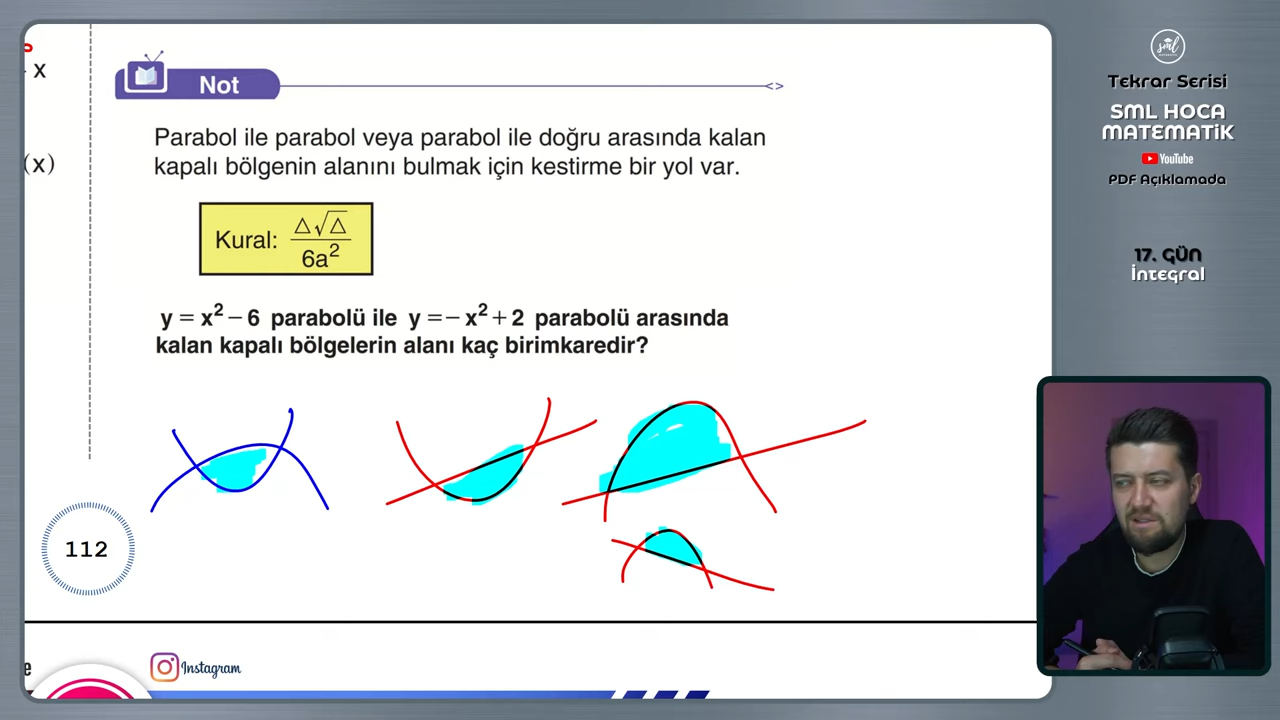 x
(x)
Not
<>
Parabol ile parabol veya parabol ile doğru arasında kalan
kapalı bölgenin alanını bulmak için kestirme bir yol var.
Kural: △√△ / 6a²
y = x² − 6 parabolü ile y = − x² + 2 parabolü arasında
kalan kapalı bölgelerin alanı kaç birimkaredir?
112
e
Instagram
sml
Tekrar Serisi
SML HOCA
MATEMATİK
YouTube
PDF Açıklamada
17. GÜN
İntegral